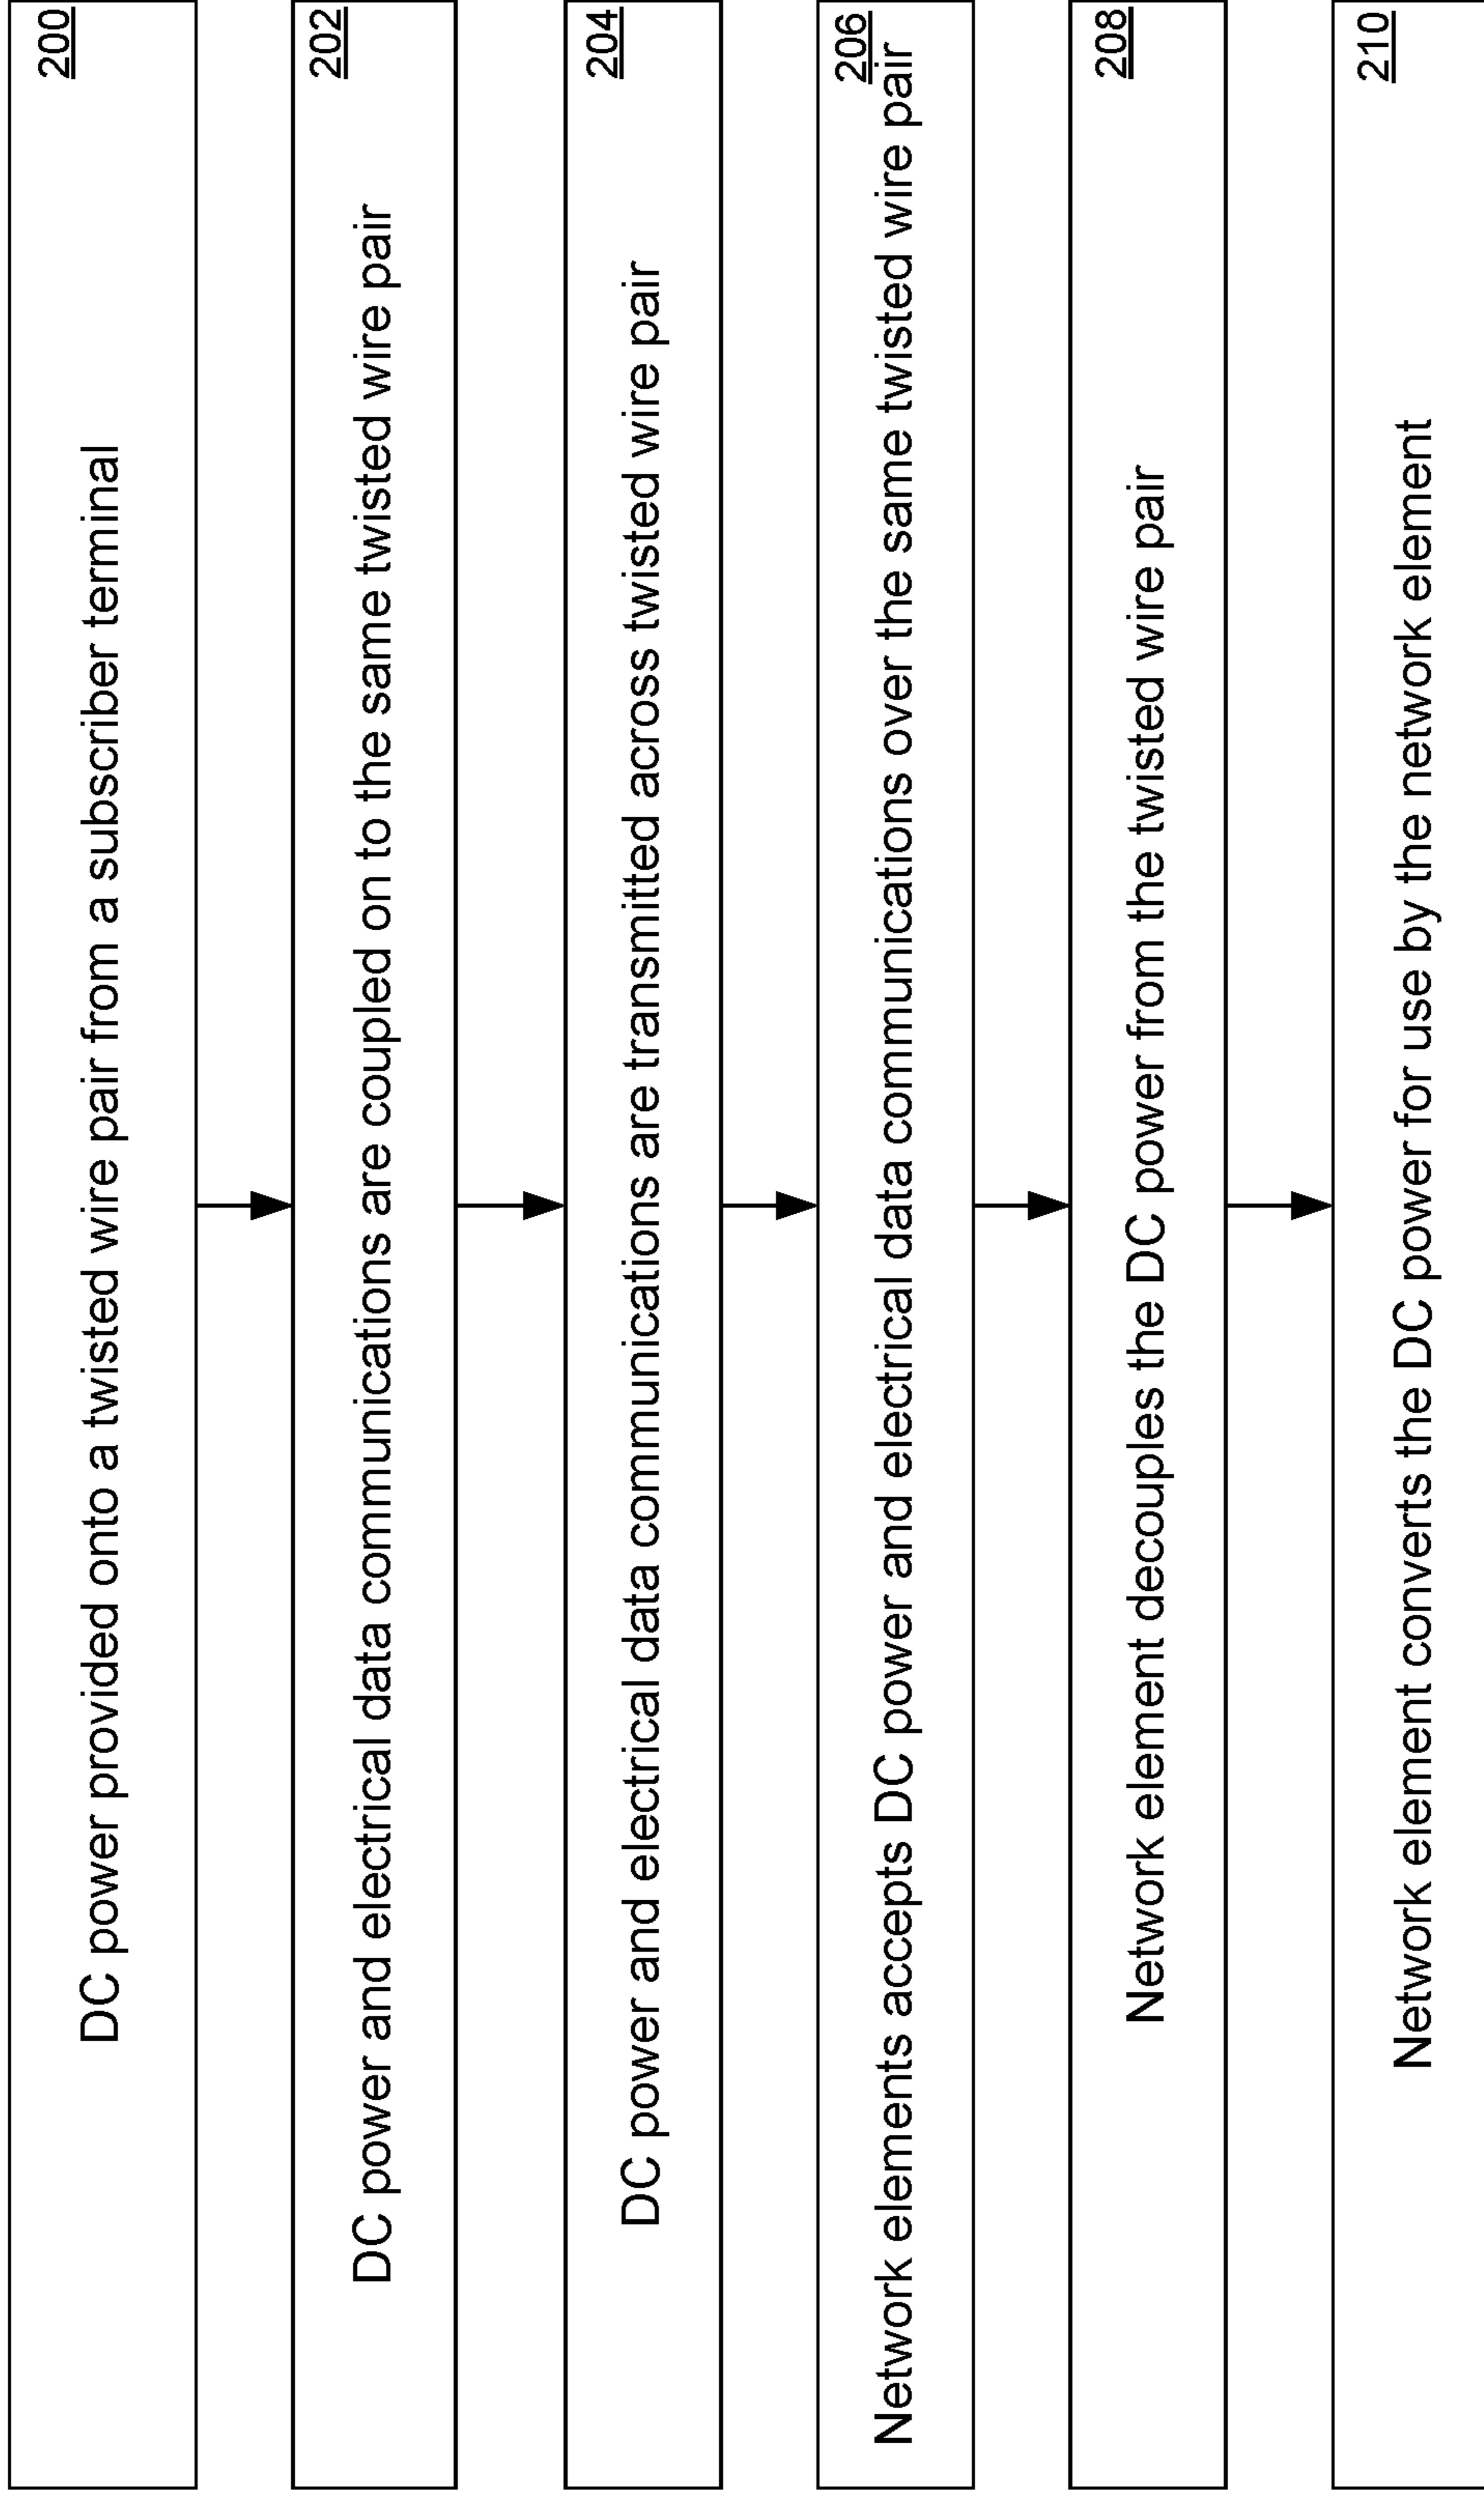 200
DC power provided onto a twisted wire pair from a subscriber terminal
202
DC power and electrical data communications are coupled on to the same twisted wire pair
204
DC power and electrical data communications are transmitted across twisted wire pair
206
Network elements accepts DC power and electrical data communications over the same twisted wire pair
208
Network element decouples the DC power from the twisted wire pair
210
Network element converts the DC power for use by the network element